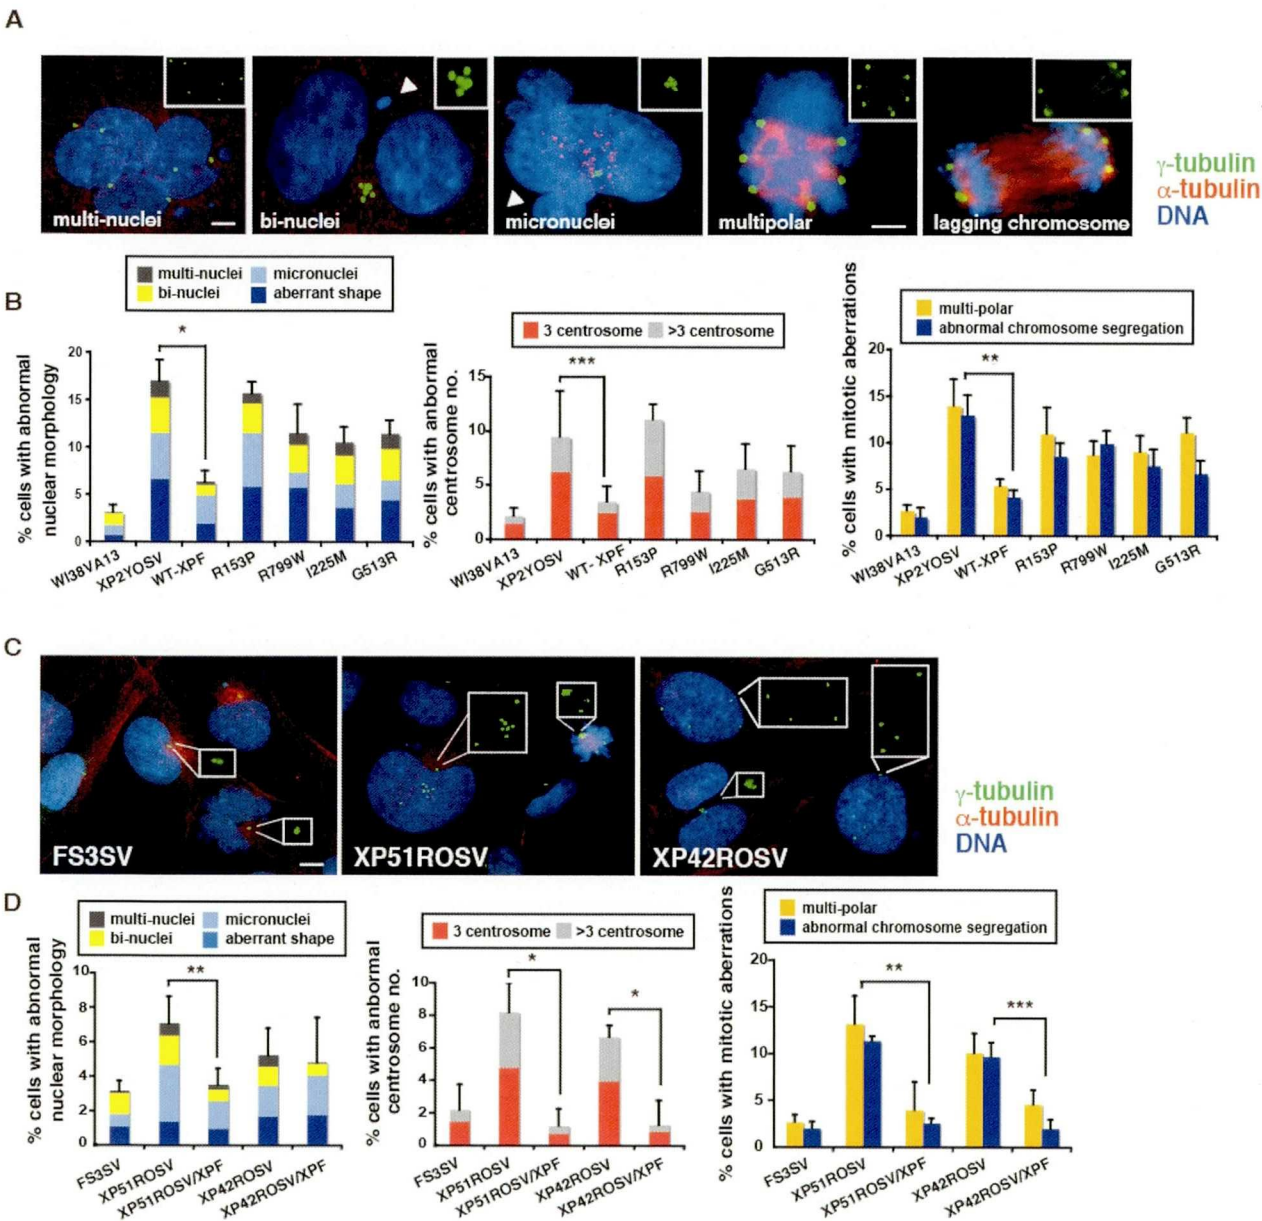 A
multi-nuclei
bi-nuclei
micronuclei
multipolar
lagging chromosome
γ-tubulin
α-tubulin
DNA
B
multi-nuclei micronuclei
bi-nuclei aberrant shape
% cells with abnormal
nuclear morphology
20
15
10
5
0
*
WI38VA13
XP2YOSV
WT-XPF
R153P
R799W
I225M
G513R
3 centrosome >3 centrosome
% cells with anbormal
centrosome no.
15
10
5
0
***
WI38VA13
XP2YOSV
WT-XPF
R153P
R799W
I225M
G513R
multi-polar
abnormal chromosome segregation
% cells with mitotic aberrations
20
15
10
5
0
**
WI38VA13
XP2YOSV
WT-XPF
R153P
R799W
I225M
G513R
C
FS3SV
XP51ROSV
XP42ROSV
γ-tubulin
α-tubulin
DNA
D
multi-nuclei micronuclei
bi-nuclei aberrant shape
% cells with abnormal
nuclear morphology
10
8
6
4
2
0
**
FS3SV
XP51ROSV
XP51ROSV/XPF
XP42ROSV
XP42ROSV/XPF
3 centrosome >3 centrosome
% cells with anbormal
centrosome no.
10
8
6
4
2
0
*
*
FS3SV
XP51ROSV
XP51ROSV/XPF
XP42ROSV
XP42ROSV/XPF
multi-polar
abnormal chromosome segregation
% cells with mitotic aberrations
20
15
10
5
0
**
***
FS3SV
XP51ROSV
XP51ROSV/XPF
XP42ROSV
XP42ROSV/XPF